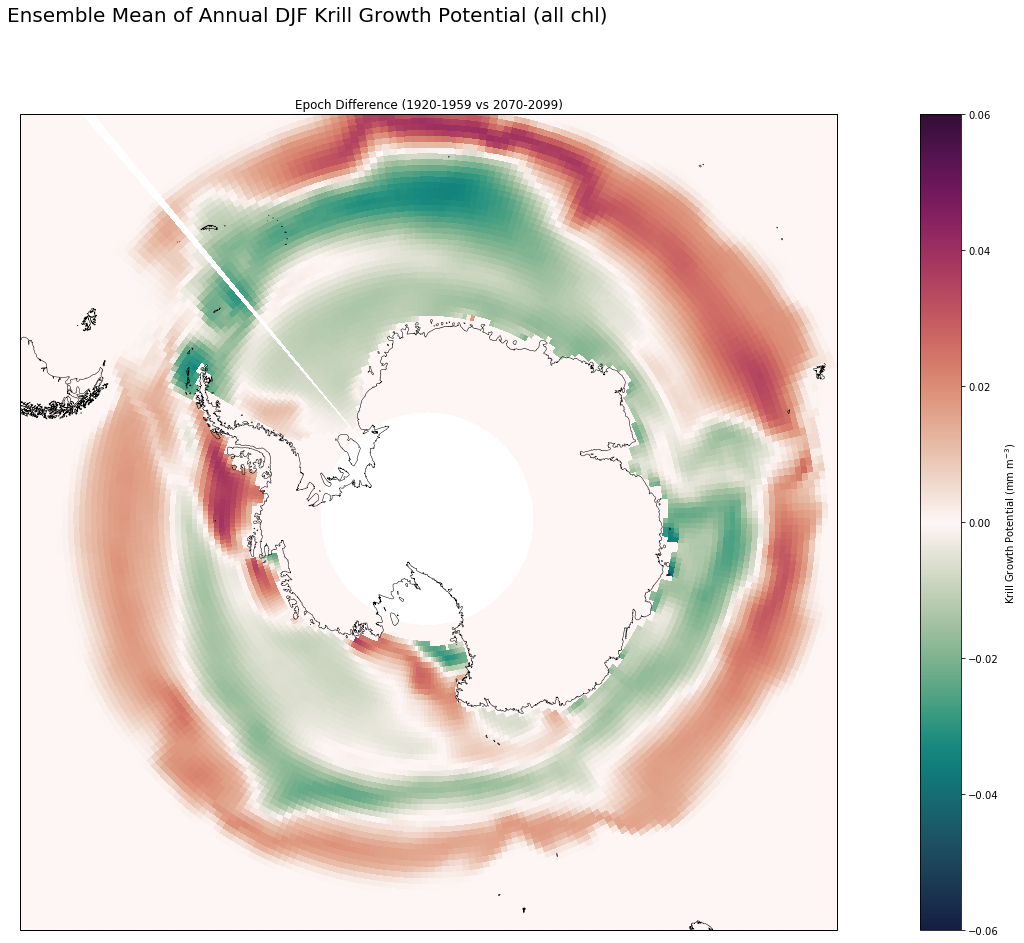 Ensemble Mean of Annual DJF Krill Growth Potential (all chl)
Epoch Difference (1920-1959 vs 2070-2099)
0.06
0.04
0.02
0.00
−0.02
−0.04
−0.06
Krill Growth Potential (mm m⁻³)